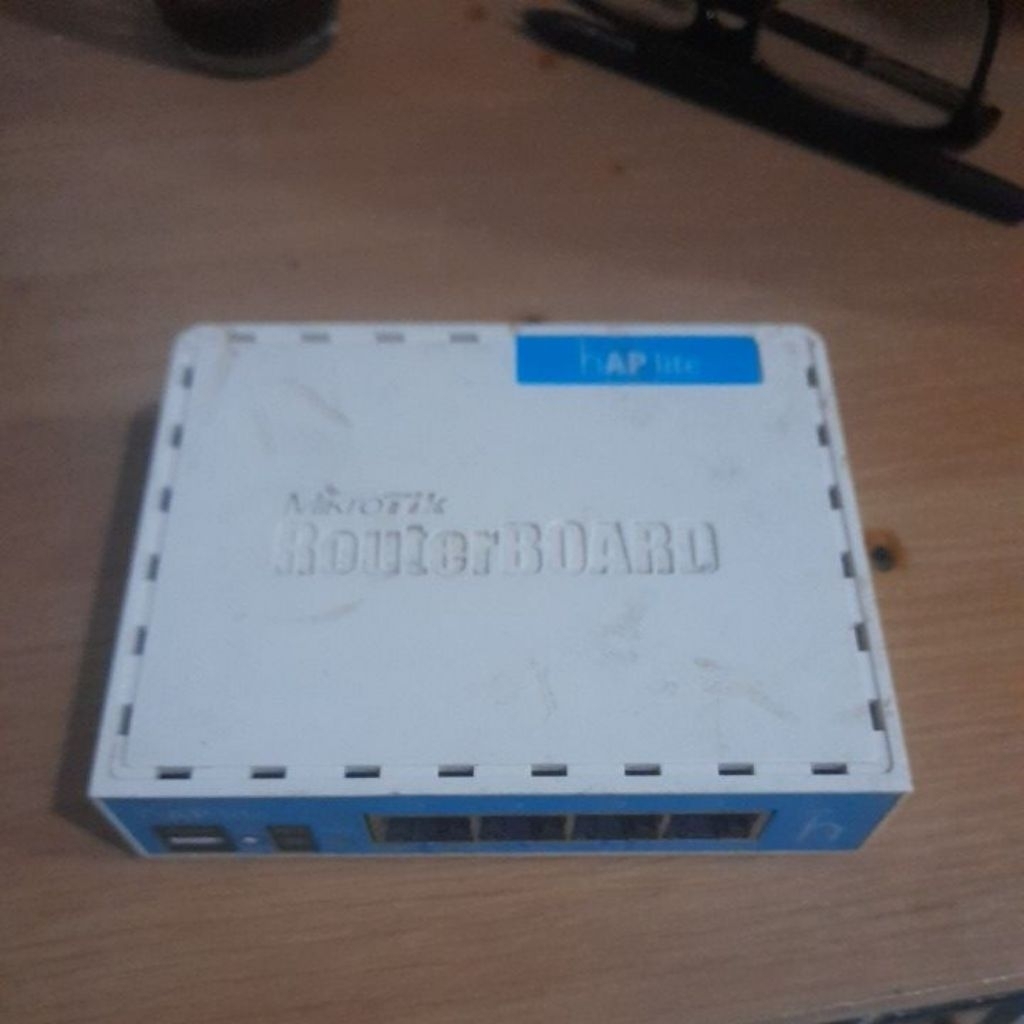 hAP lite
MikroTik
RouterBOARD
h